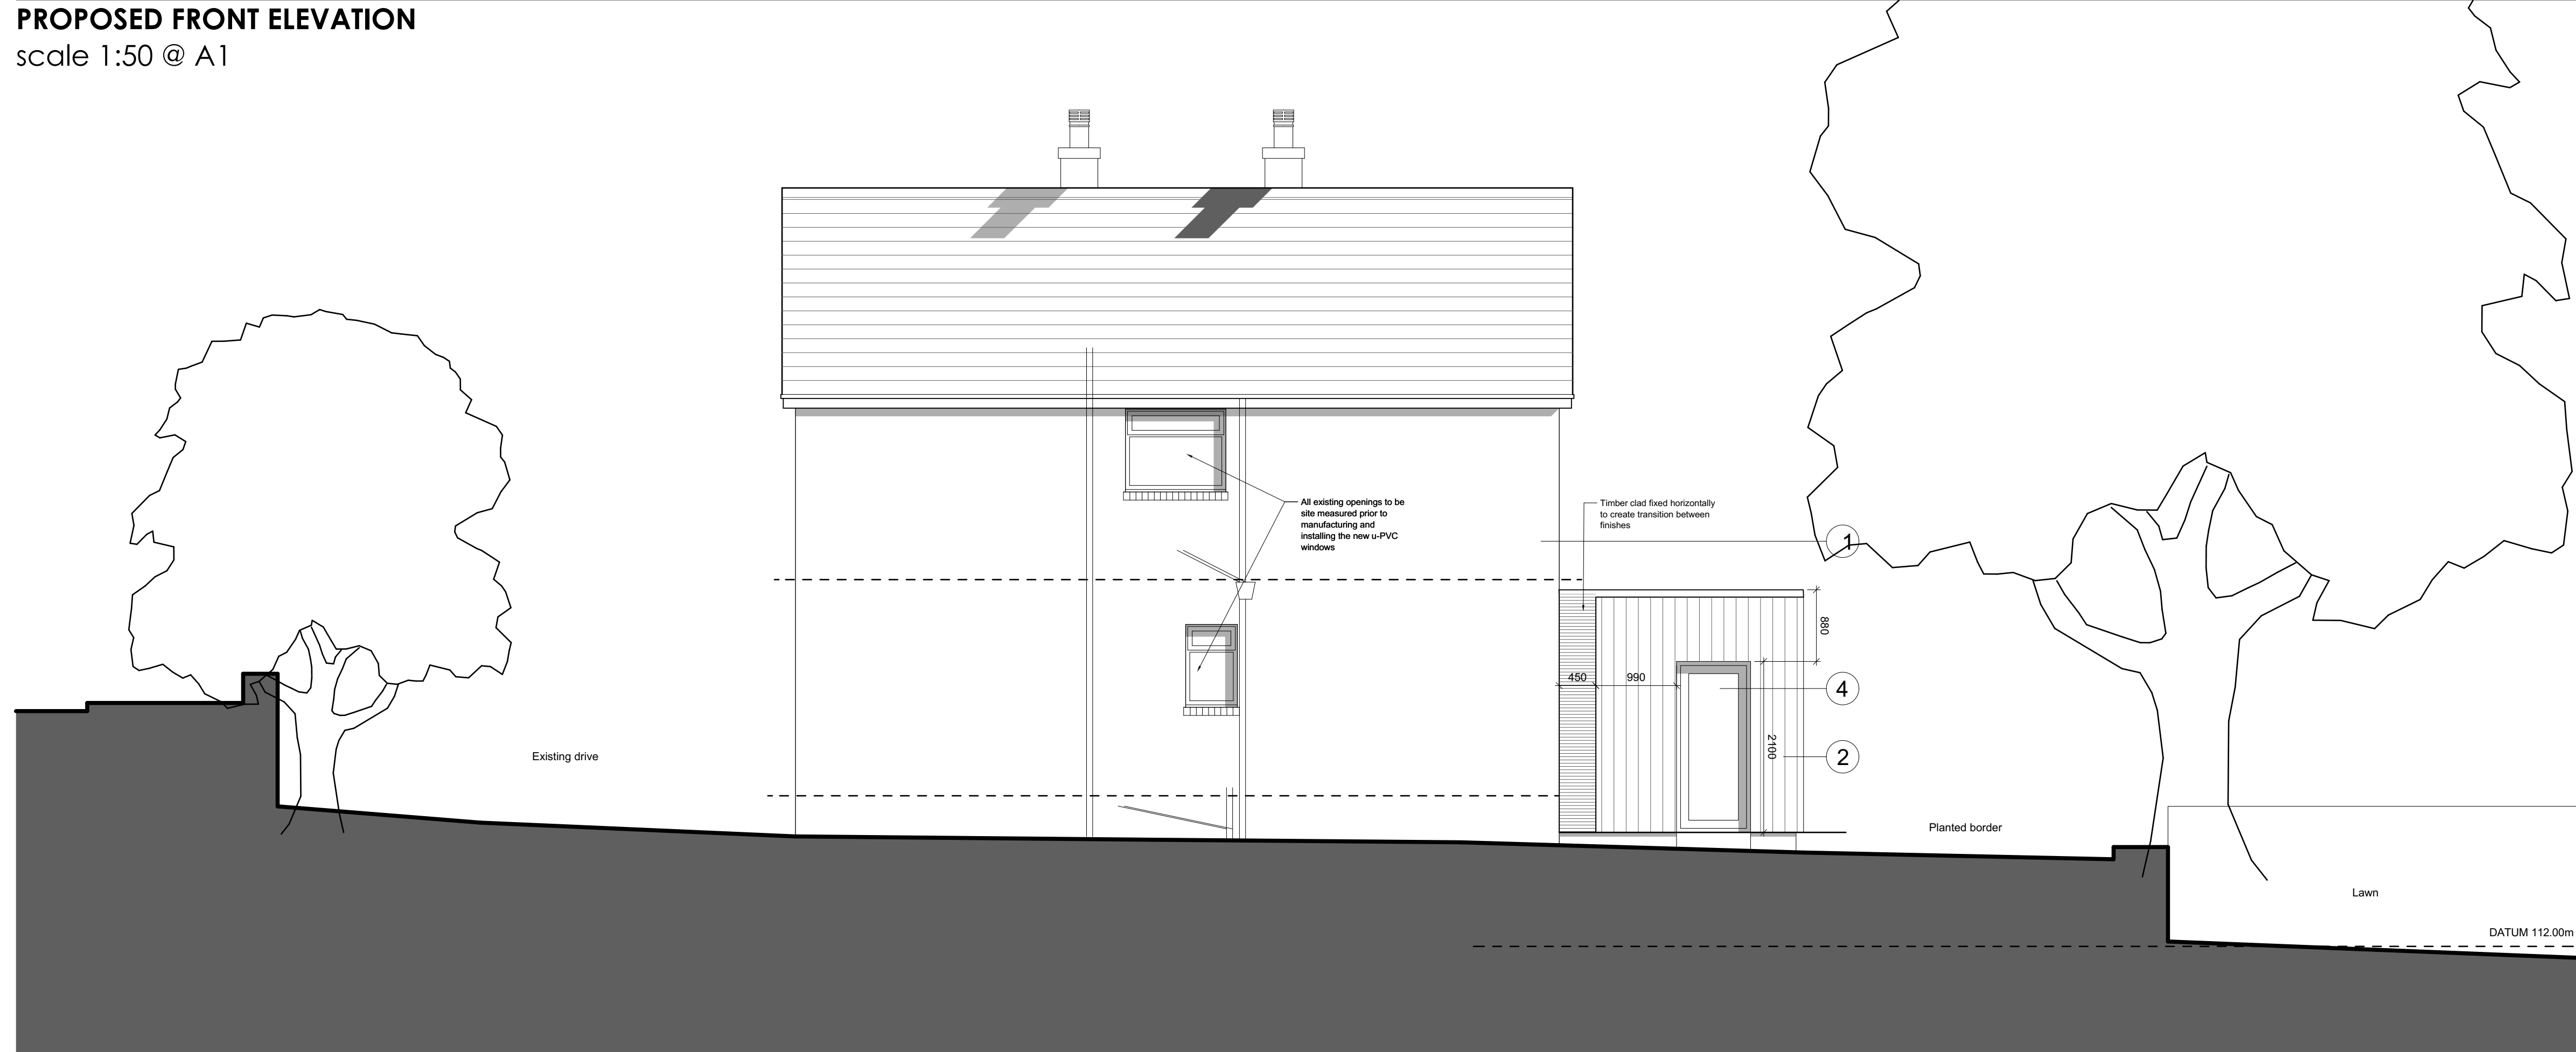 PROPOSED FRONT ELEVATION
scale 1:50 @ A1
All existing openings to be
site measured prior to
manufacturing and
installing the new u-PVC
windows
Timber clad fixed horizontally
to create transition between
finishes
1
880
450
990
4
2100
2
Existing drive
Planted border
Lawn
DATUM 112.00m